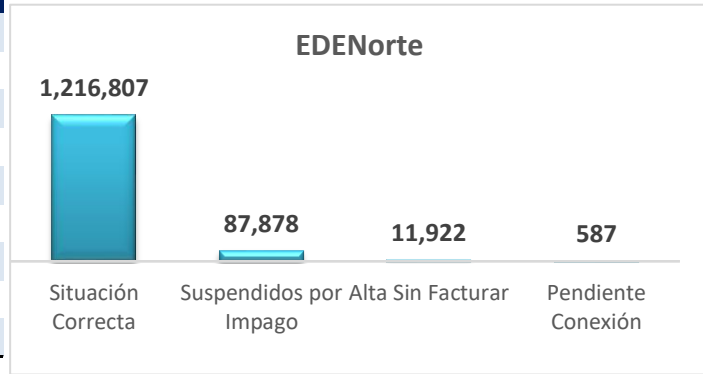 EDENorte
1,216,807
87,878
11,922
587
Situación Correcta
Suspendidos por Impago
Alta Sin Facturar
Pendiente Conexión